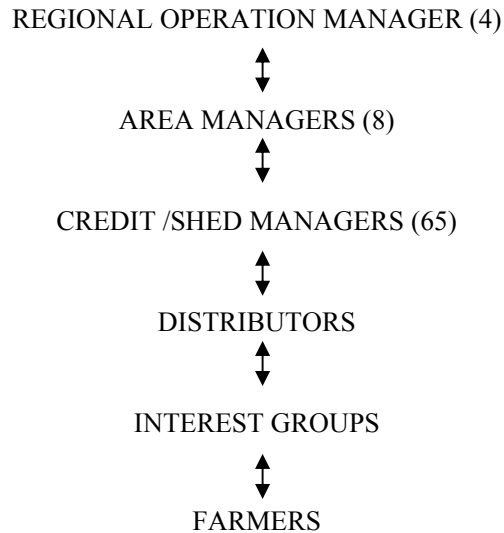 REGIONAL OPERATION MANAGER (4)
AREA MANAGERS (8)
CREDIT /SHED MANAGERS (65)
DISTRIBUTORS
INTEREST GROUPS
FARMERS